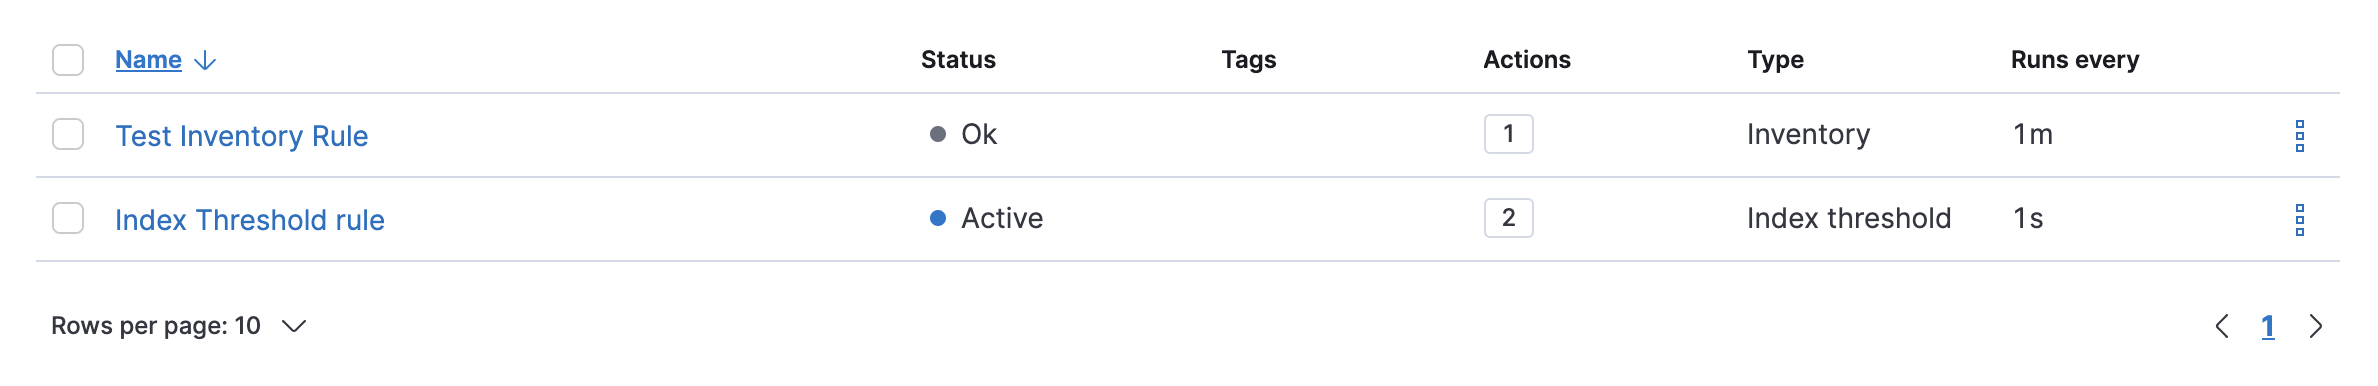 Name Status Tags Actions Type Runs every
Test Inventory Rule Ok 1 Inventory 1m
Index Threshold rule Active 2 Index threshold 1s
Rows per page: 10 1